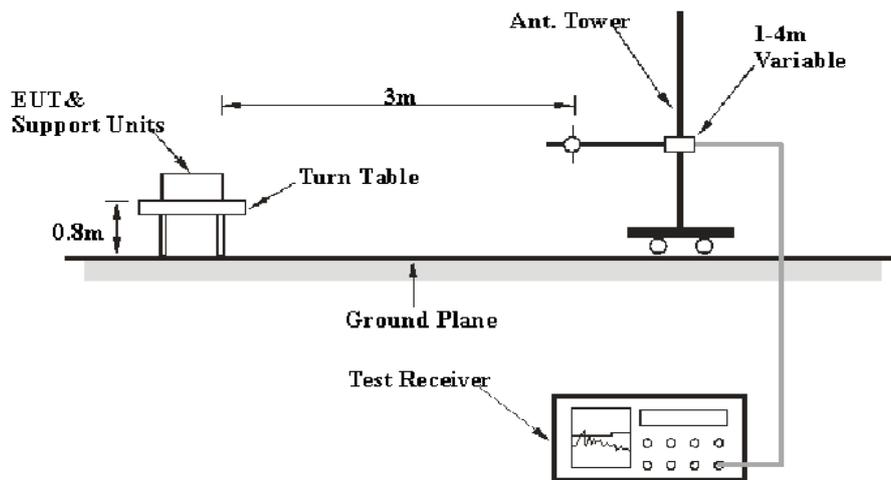 Ant. Tower
1-4m
Variable
3m
EUT&
Support Units
Turn Table
0.8m
Ground Plane
Test Receiver